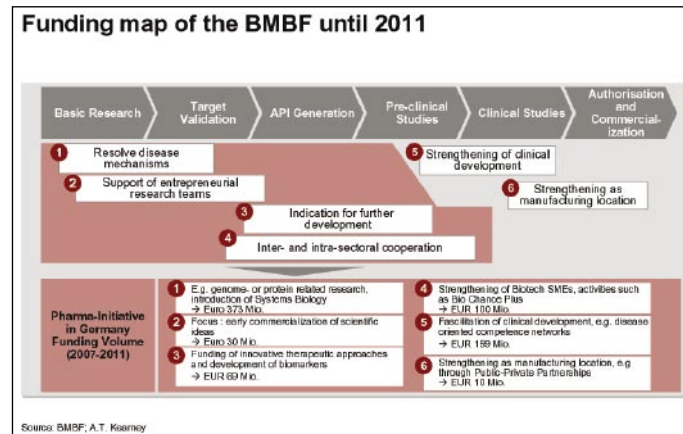 Funding map of the BMBF until 2011
Basic Research
Target
Validation
API Generation
Pre-clinical
Studies
Clinical Studies
Authorisation
and
Commercial-
ization
1 Resolve disease
mechanisms
2 Support of entrepreneurial
research teams
3 Indication for further
development
4 Inter- and intra-sectoral cooperation
5 Strengthening of clinical
development
6 Strengthening as
manufacturing location
Pharma-Initiative
in Germany
Funding Volume
(2007-2011)
1 E.g. genome- or protein related research,
introduction of Systems Biology
→ Euro 373 Mio.
2 Focus : early commercialization of scientific
ideas
→ Euro 30 Mio.
3 Funding of innovative therapeutic approaches
and development of biomarkers
→ EUR 69 Mio.
4 Strengthening of Biotech SMEs, activities such
as Bio Chance Plus
→ EUR 100 Mio.
5 Fascilitation of clinical development, e.g. disease
oriented competence networks
→ EUR 199 Mio.
6 Strengthening as manufacturing location, e.g
through Public-Private Partnerships
→ EUR 10 Mio.
Source: BMBF; A.T. Kearney